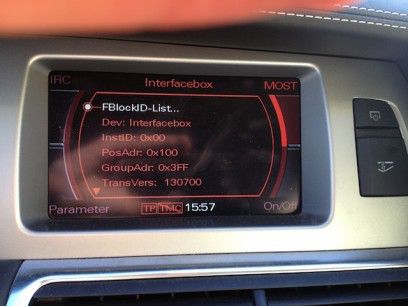 IRC Interfacebox MOST
FBlockID-List...
Dev: Interfacebox
InstID: 0x00
PosAdr: 0x100
GroupAdr: 0x3FF
TransVers: 130700
Parameter TP TMC 15:57 On/Off